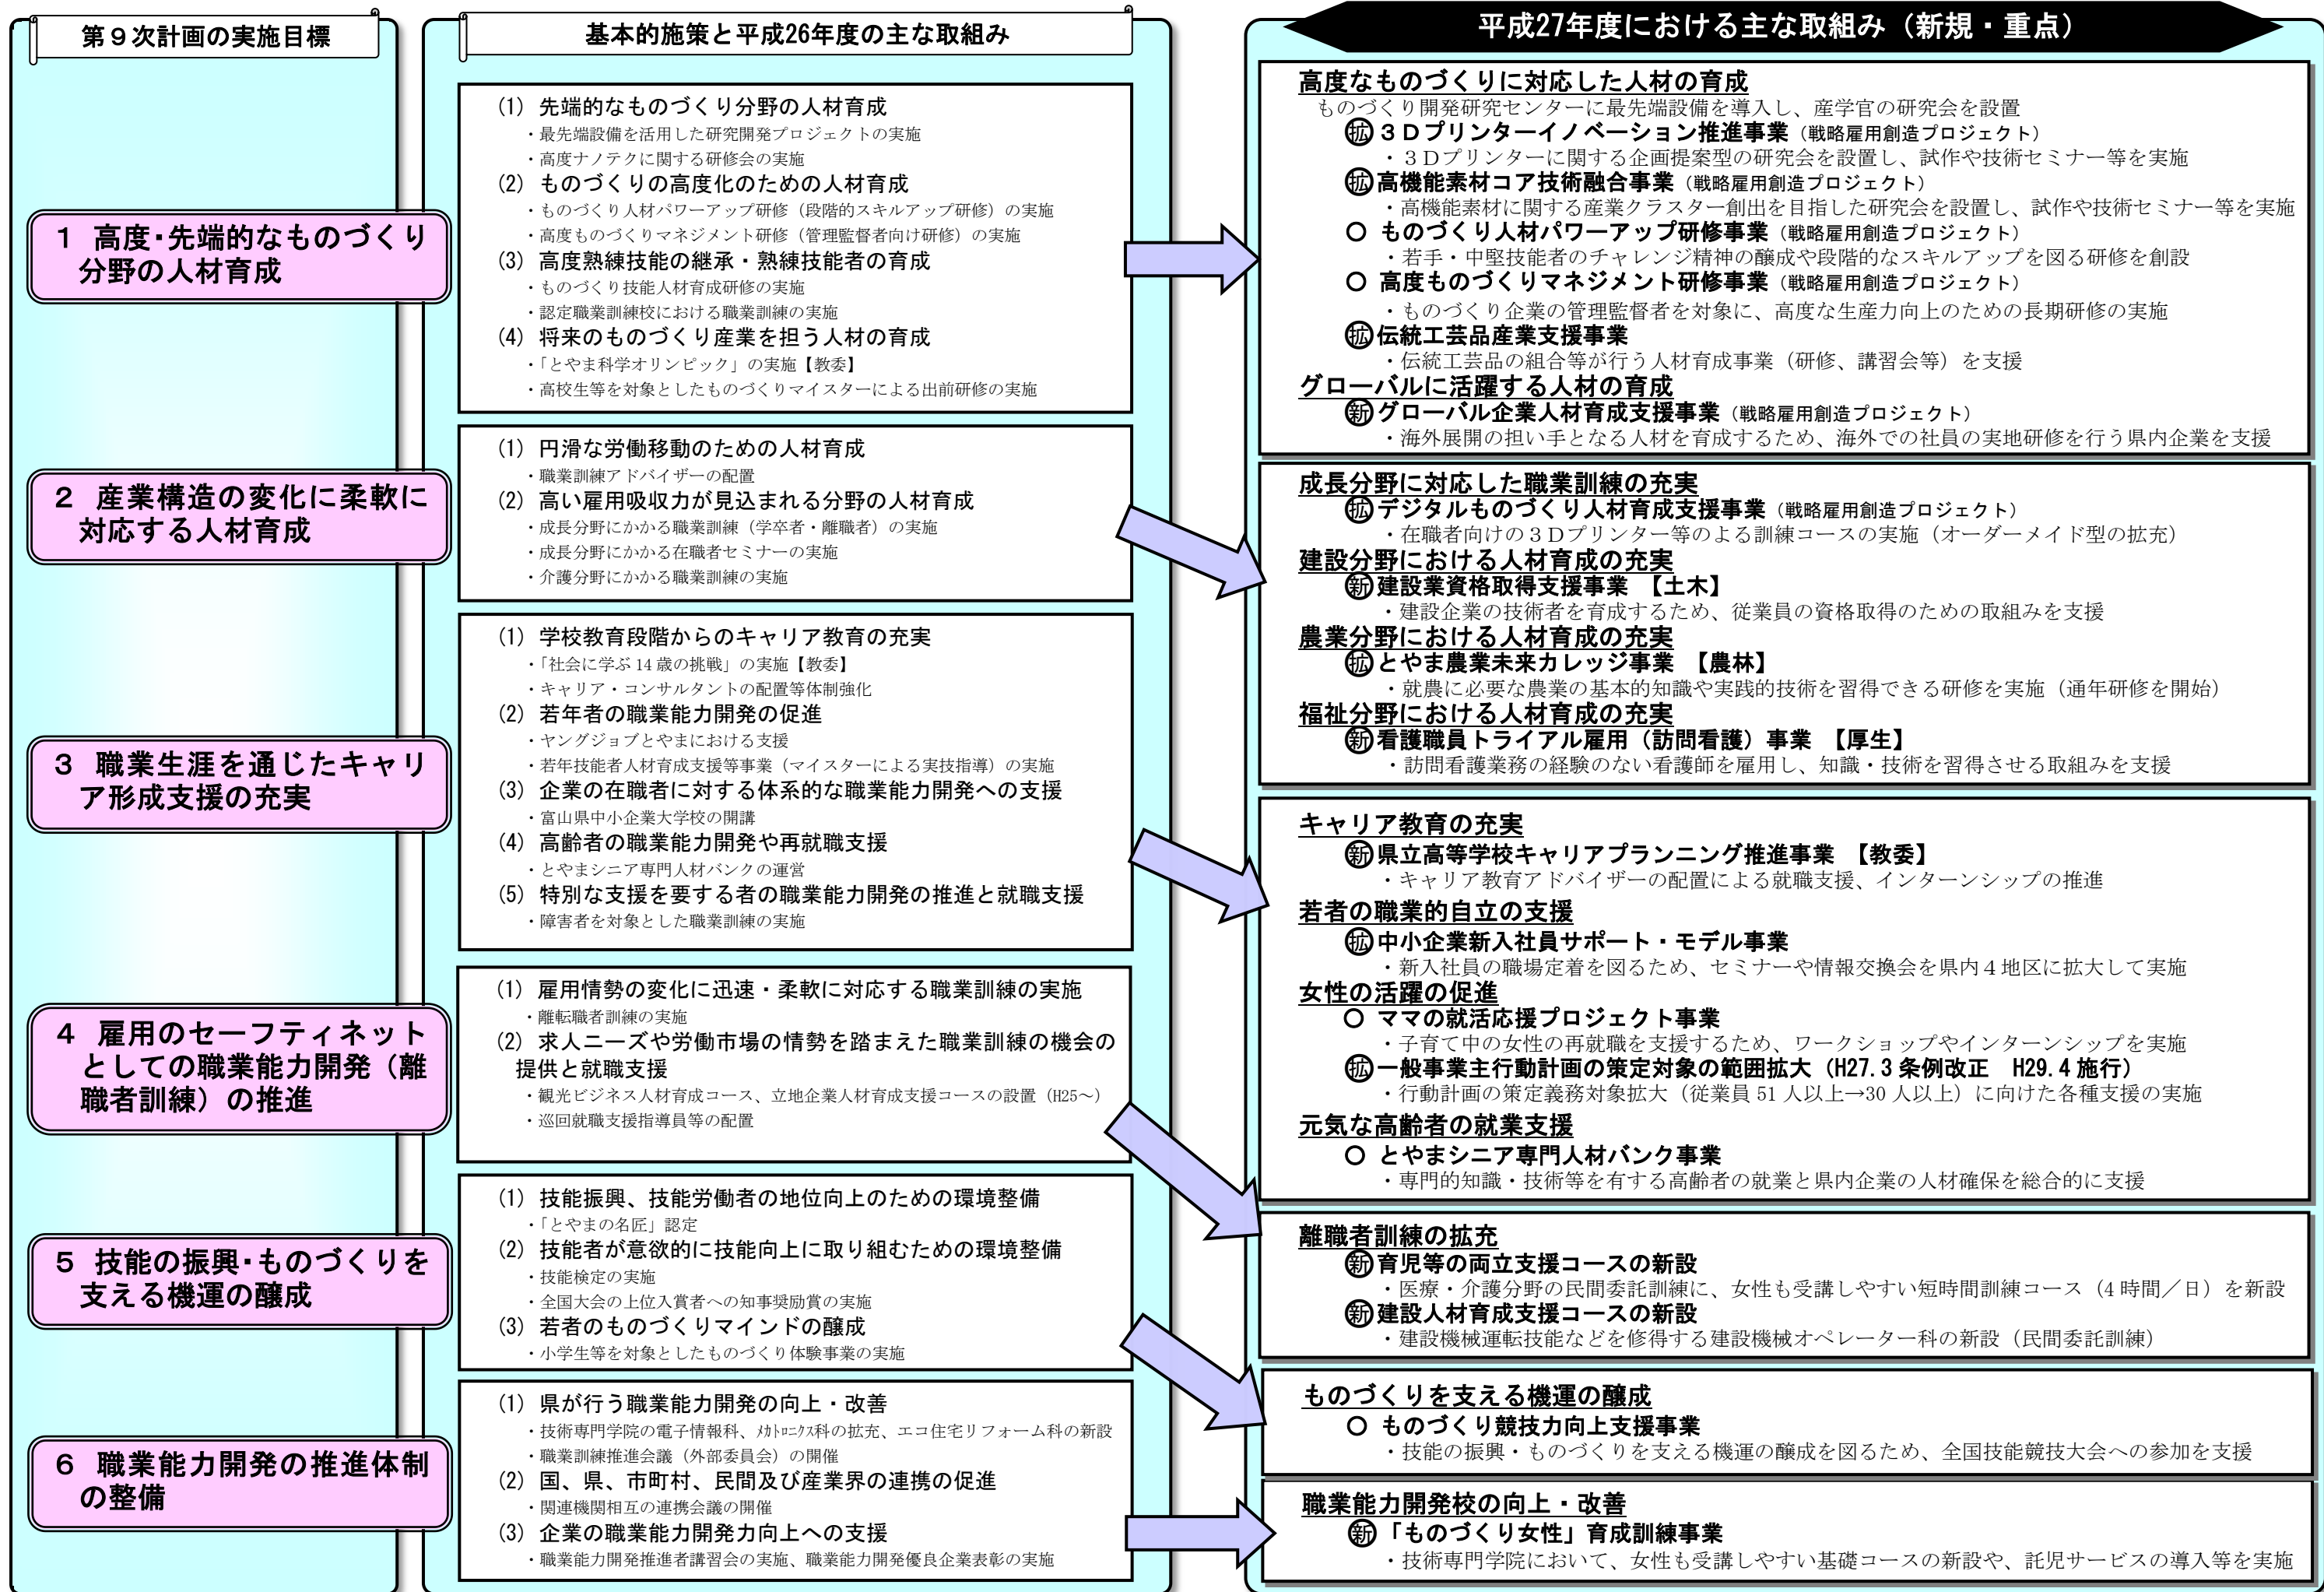 第９次計画の実施目標
１ 高度･先端的なものづくり
分野の人材育成
２ 産業構造の変化に柔軟に
対応する人材育成
３ 職業生涯を通じたキャリ
ア形成支援の充実
４ 雇用のセーフティネット
としての職業能力開発（離
職者訓練）の推進
５ 技能の振興･ものづくりを
支える機運の醸成
６ 職業能力開発の推進体制
の整備
基本的施策と平成26年度の主な取組み
(1) 先端的なものづくり分野の人材育成
・最先端設備を活用した研究開発プロジェクトの実施
・高度ナノテクに関する研修会の実施
(2) ものづくりの高度化のための人材育成
・ものづくり人材パワーアップ研修（段階的スキルアップ研修）の実施
・高度ものづくりマネジメント研修（管理監督者向け研修）の実施
(3) 高度熟練技能の継承・熟練技能者の育成
・ものづくり技能人材育成研修の実施
・認定職業訓練校における職業訓練の実施
(4) 将来のものづくり産業を担う人材の育成
・「とやま科学オリンピック」の実施【教委】
・高校生等を対象としたものづくりマイスターによる出前研修の実施
(1) 円滑な労働移動のための人材育成
・職業訓練アドバイザーの配置
(2) 高い雇用吸収力が見込まれる分野の人材育成
・成長分野にかかる職業訓練（学卒者・離職者）の実施
・成長分野にかかる在職者セミナーの実施
・介護分野にかかる職業訓練の実施
(1) 学校教育段階からのキャリア教育の充実
・「社会に学ぶ 14 歳の挑戦」の実施【教委】
・キャリア・コンサルタントの配置等体制強化
(2) 若年者の職業能力開発の促進
・ヤングジョブとやまにおける支援
・若年技能者人材育成支援等事業（マイスターによる実技指導）の実施
(3) 企業の在職者に対する体系的な職業能力開発への支援
・富山県中小企業大学校の開講
(4) 高齢者の職業能力開発や再就職支援
・とやまシニア専門人材バンクの運営
(5) 特別な支援を要する者の職業能力開発の推進と就職支援
・障害者を対象とした職業訓練の実施
(1) 雇用情勢の変化に迅速・柔軟に対応する職業訓練の実施
・離転職者訓練の実施
(2) 求人ニーズや労働市場の情勢を踏まえた職業訓練の機会の
提供と就職支援
・観光ビジネス人材育成コース、立地企業人材育成支援コースの設置（H25～）
・巡回就職支援指導員等の配置
(1) 技能振興、技能労働者の地位向上のための環境整備
・「とやまの名匠」認定
(2) 技能者が意欲的に技能向上に取り組むための環境整備
・技能検定の実施
・全国大会の上位入賞者への知事奨励賞の実施
(3) 若者のものづくりマインドの醸成
・小学生等を対象としたものづくり体験事業の実施
(1) 県が行う職業能力開発の向上・改善
・技術専門学院の電子情報科、ﾒｶﾄﾛﾆｸｽ科の拡充、エコ住宅リフォーム科の新設
・職業訓練推進会議（外部委員会）の開催
(2) 国、県、市町村、民間及び産業界の連携の促進
・関連機関相互の連携会議の開催
(3) 企業の職業能力開発力向上への支援
・職業能力開発推進者講習会の実施、職業能力開発優良企業表彰の実施
平成27年度における主な取組み（新規・重点）
高度なものづくりに対応した人材の育成
ものづくり開発研究センターに最先端設備を導入し、産学官の研究会を設置
拡３Ｄプリンターイノベーション推進事業（戦略雇用創造プロジェクト）
・３Ｄプリンターに関する企画提案型の研究会を設置し、試作や技術セミナー等を実施
拡高機能素材コア技術融合事業（戦略雇用創造プロジェクト）
・高機能素材に関する産業クラスター創出を目指した研究会を設置し、試作や技術セミナー等を実施
○ ものづくり人材パワーアップ研修事業（戦略雇用創造プロジェクト）
・若手・中堅技能者のチャレンジ精神の醸成や段階的なスキルアップを図る研修を創設
○ 高度ものづくりマネジメント研修事業（戦略雇用創造プロジェクト）
・ものづくり企業の管理監督者を対象に、高度な生産力向上のための長期研修の実施
拡伝統工芸品産業支援事業
・伝統工芸品の組合等が行う人材育成事業（研修、講習会等）を支援
グローバルに活躍する人材の育成
新グローバル企業人材育成支援事業（戦略雇用創造プロジェクト）
・海外展開の担い手となる人材を育成するため、海外での社員の実地研修を行う県内企業を支援
成長分野に対応した職業訓練の充実
拡デジタルものづくり人材育成支援事業（戦略雇用創造プロジェクト）
・在職者向けの３Ｄプリンター等のよる訓練コースの実施（オーダーメイド型の拡充）
建設分野における人材育成の充実
新建設業資格取得支援事業 【土木】
・建設企業の技術者を育成するため、従業員の資格取得のための取組みを支援
農業分野における人材育成の充実
拡とやま農業未来カレッジ事業 【農林】
・就農に必要な農業の基本的知識や実践的技術を習得できる研修を実施（通年研修を開始）
福祉分野における人材育成の充実
新看護職員トライアル雇用（訪問看護）事業 【厚生】
・訪問看護業務の経験のない看護師を雇用し、知識・技術を習得させる取組みを支援
キャリア教育の充実
新県立高等学校キャリアプランニング推進事業 【教委】
・キャリア教育アドバイザーの配置による就職支援、インターンシップの推進
若者の職業的自立の支援
拡中小企業新入社員サポート・モデル事業
・新入社員の職場定着を図るため、セミナーや情報交換会を県内４地区に拡大して実施
女性の活躍の促進
○ ママの就活応援プロジェクト事業
・子育て中の女性の再就職を支援するため、ワークショップやインターンシップを実施
拡一般事業主行動計画の策定対象の範囲拡大（H27.3 条例改正 H29.4 施行）
・行動計画の策定義務対象拡大（従業員 51 人以上→30 人以上）に向けた各種支援の実施
元気な高齢者の就業支援
○ とやまシニア専門人材バンク事業
・専門的知識・技術等を有する高齢者の就業と県内企業の人材確保を総合的に支援
離職者訓練の拡充
新育児等の両立支援コースの新設
・医療・介護分野の民間委託訓練に、女性も受講しやすい短時間訓練コース（4 時間／日）を新設
新建設人材育成支援コースの新設
・建設機械運転技能などを修得する建設機械オペレーター科の新設（民間委託訓練）
ものづくりを支える機運の醸成
○ ものづくり競技力向上支援事業
・技能の振興・ものづくりを支える機運の醸成を図るため、全国技能競技大会への参加を支援
職業能力開発校の向上・改善
新「ものづくり女性」育成訓練事業
・技術専門学院において、女性も受講しやすい基礎コースの新設や、託児サービスの導入等を実施